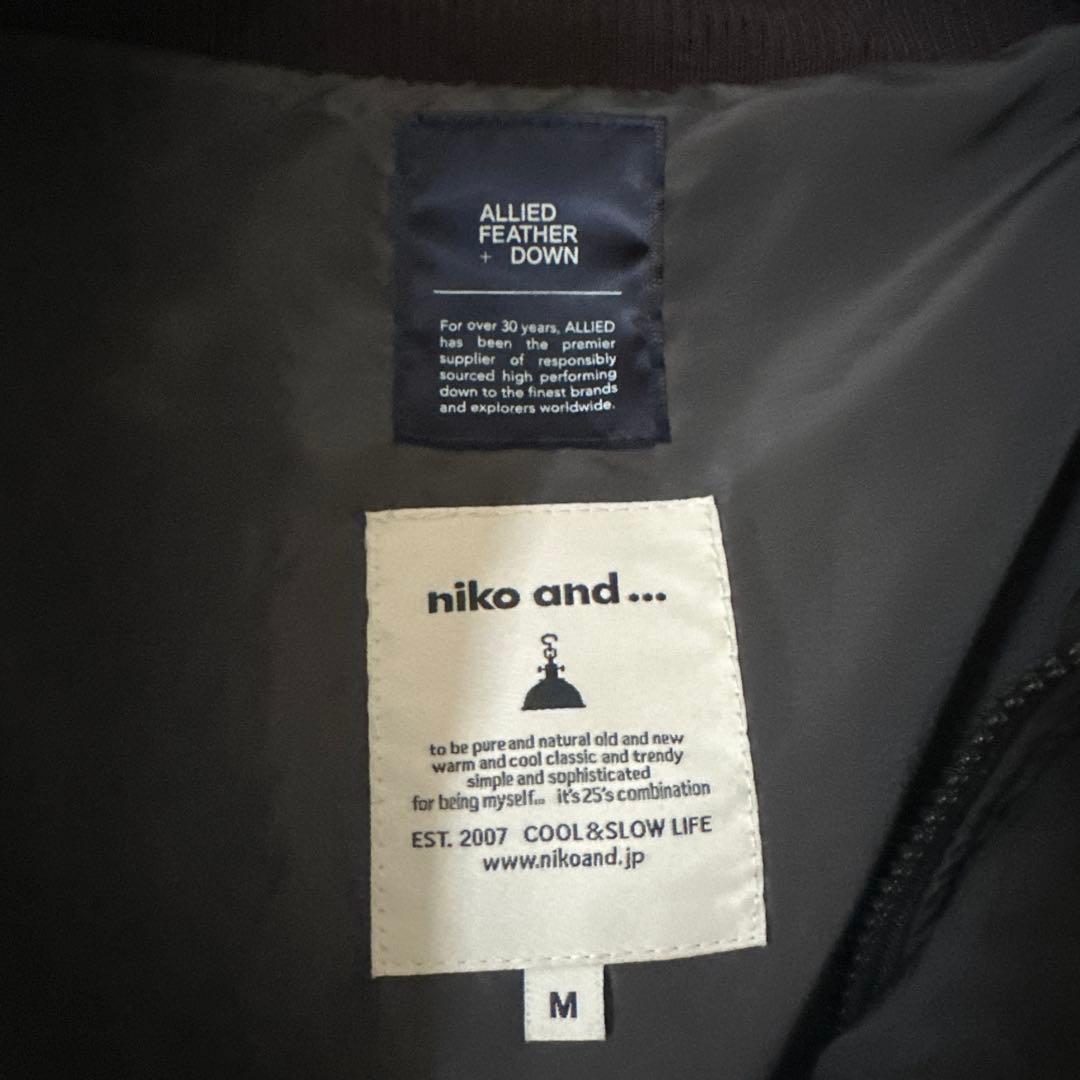 ALLIED
FEATHER
+ DOWN
For over 30 years, ALLIED
has been the premier
supplier of responsibly
sourced high performing
down to the finest brands
and explorers worldwide.
niko and...
to be pure and natural old and new
warm and cool classic and trendy
simple and sophisticated
for being myself... it's 25's combination
EST. 2007 COOL&SLOW LIFE
www.nikoand.jp
M